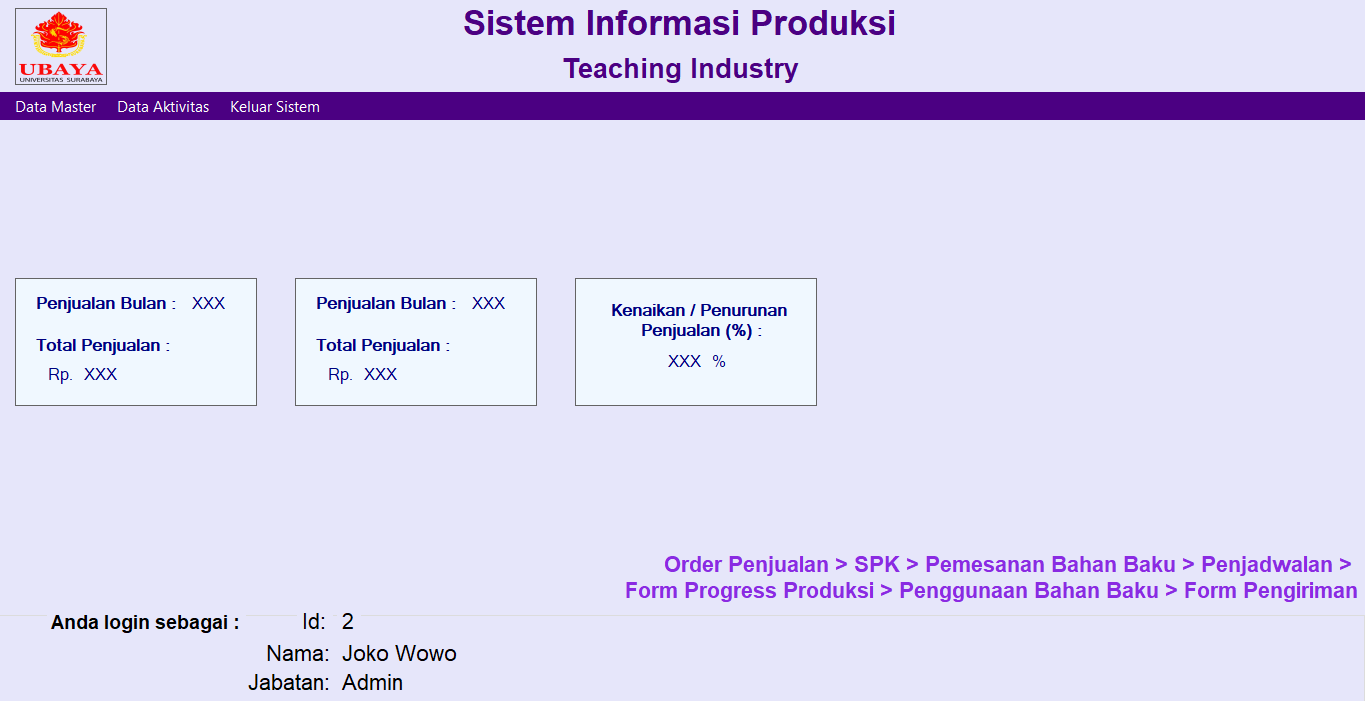 UBAYA
UNIVERSITAS SURABAYA
Sistem Informasi Produksi
Teaching Industry
Data Master Data Aktivitas Keluar Sistem
Penjualan Bulan : XXX
Total Penjualan :
Rp. XXX
Penjualan Bulan : XXX
Total Penjualan :
Rp. XXX
Kenaikan / Penurunan
Penjualan (%) :
XXX %
Order Penjualan > SPK > Pemesanan Bahan Baku > Penjadwalan >
Form Progress Produksi > Penggunaan Bahan Baku > Form Pengiriman
Anda login sebagai : Id: 2
Nama: Joko Wowo
Jabatan: Admin